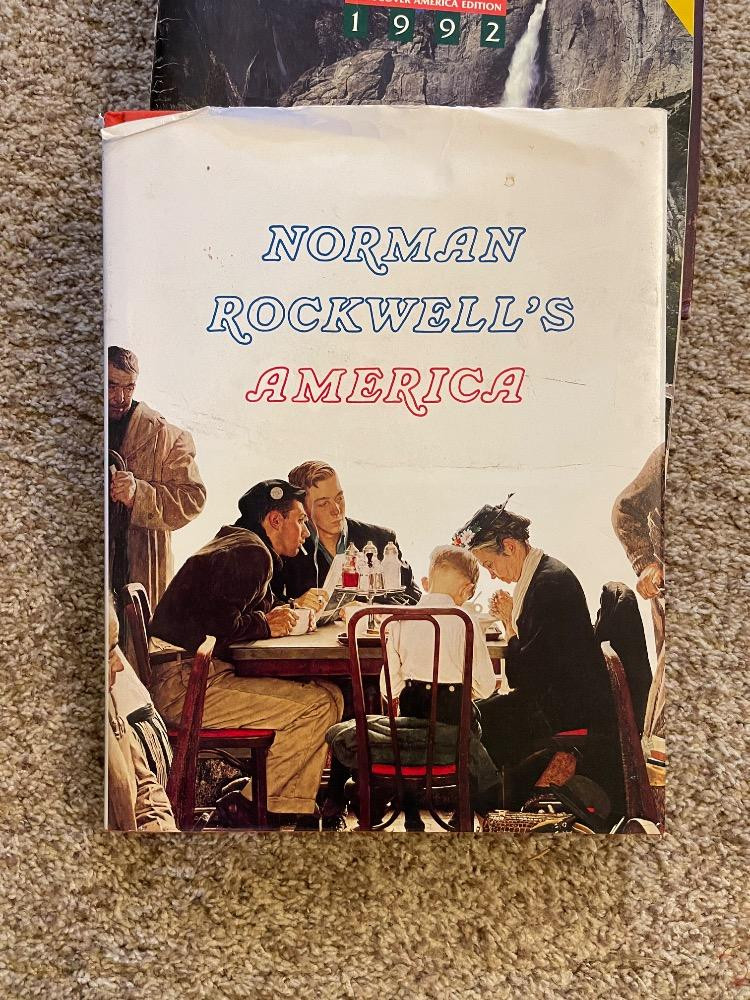 AMERICA EDITION
1992
NORMAN
ROCKWELL'S
AMERICA